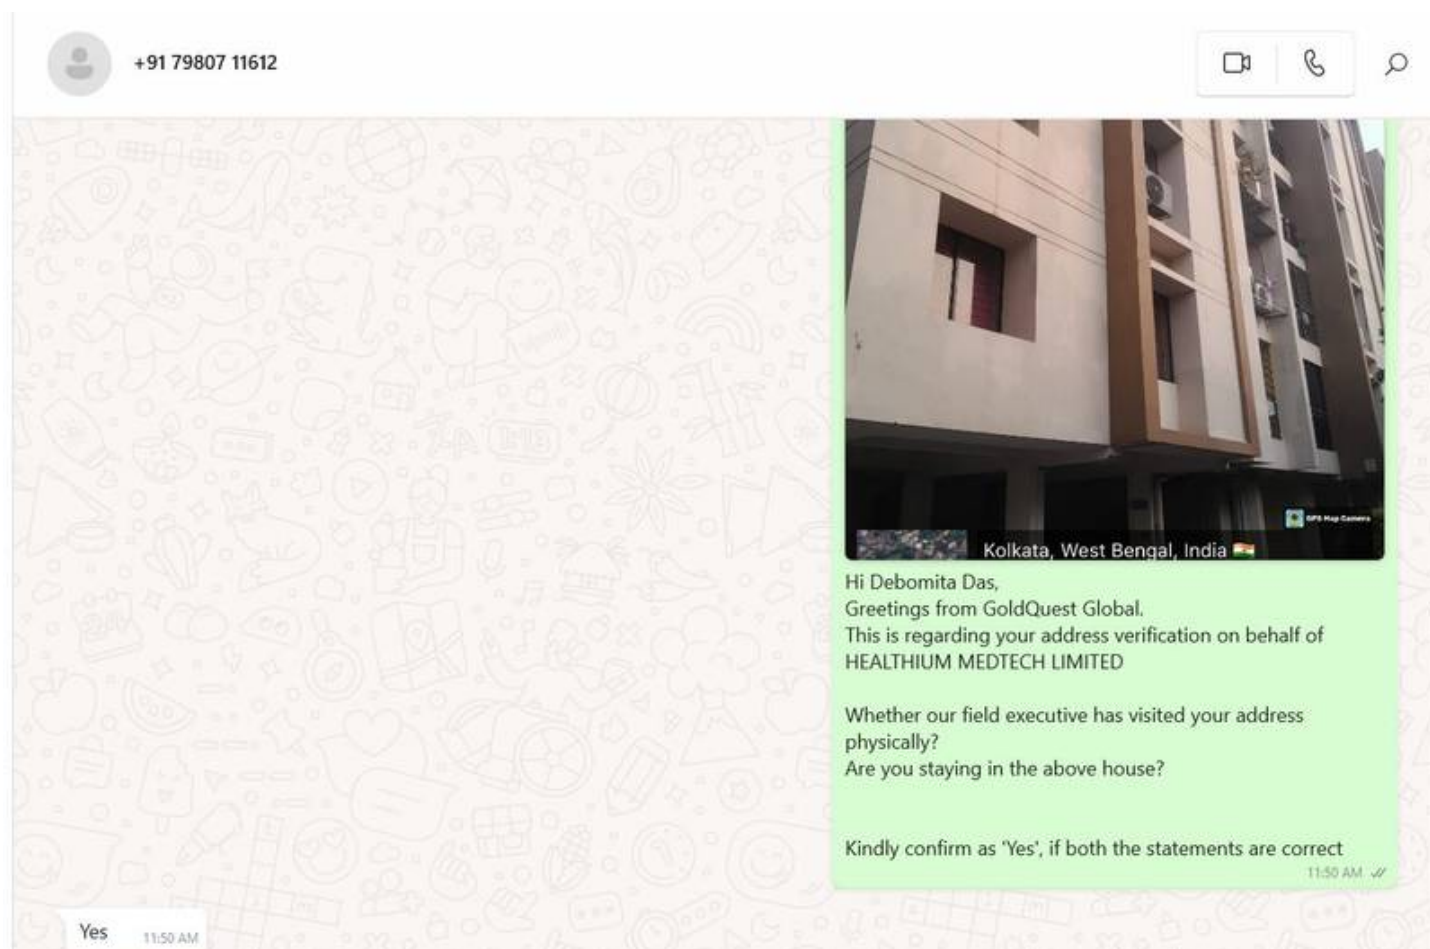 +91 79807 11612
GPS Map Camera
Kolkata, West Bengal, India
Hi Debomita Das,
Greetings from GoldQuest Global.
This is regarding your address verification on behalf of
HEALTHIUM MEDTECH LIMITED
Whether our field executive has visited your address
physically?
Are you staying in the above house?
Kindly confirm as 'Yes', if both the statements are correct
11:50 AM
Yes
11:50 AM